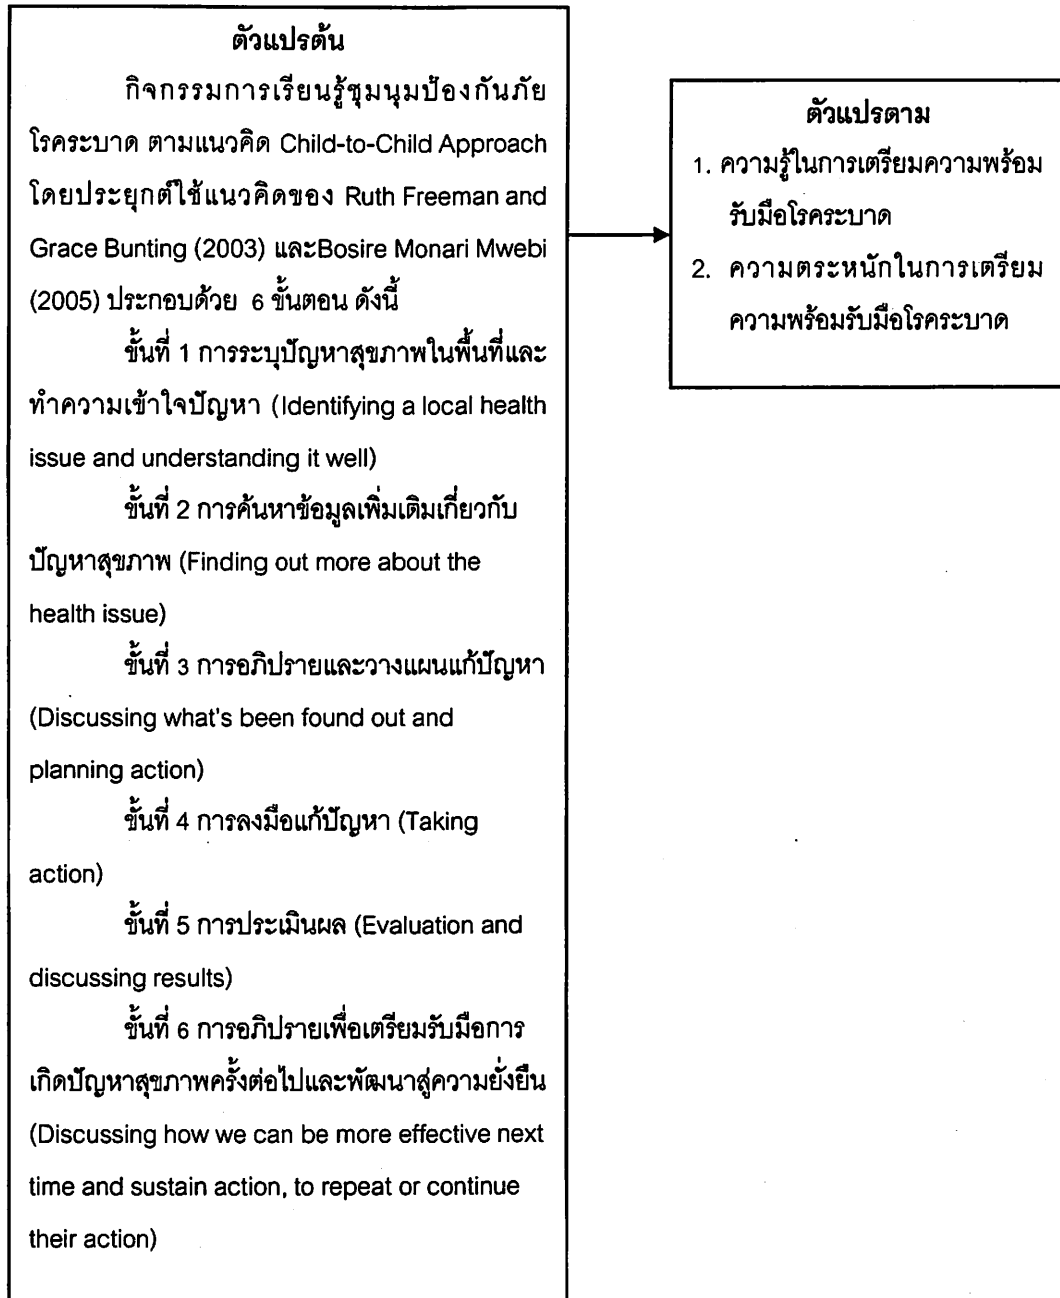 ตัวแปรต้น
กิจกรรมการเรียนรู้ชุมนุมป้องกันภัย
โรคระบาด ตามแนวคิด Child-to-Child Approach
โดยประยุกต์ใช้แนวคิดของ Ruth Freeman and
Grace Bunting (2003) และBosire Monari Mwebi
(2005) ประกอบด้วย 6 ขั้นตอน ดังนี้
ขั้นที่ 1 การระบุปัญหาสุขภาพในพื้นที่และ
ทำความเข้าใจปัญหา (Identifying a local health
issue and understanding it well)
ขั้นที่ 2 การค้นหาข้อมูลเพิ่มเติมเกี่ยวกับ
ปัญหาสุขภาพ (Finding out more about the
health issue)
ขั้นที่ 3 การอภิปรายและวางแผนแก้ปัญหา
(Discussing what's been found out and
planning action)
ขั้นที่ 4 การลงมือแก้ปัญหา (Taking
action)
ขั้นที่ 5 การประเมินผล (Evaluation and
discussing results)
ขั้นที่ 6 การอภิปรายเพื่อเตรียมรับมือการ
เกิดปัญหาสุขภาพครั้งต่อไปและพัฒนาสู่ความยั่งยืน
(Discussing how we can be more effective next
time and sustain action, to repeat or continue
their action)
ตัวแปรตาม
1. ความรู้ในการเตรียมความพร้อม
รับมือโรคระบาด
2. ความตระหนักในการเตรียม
ความพร้อมรับมือโรคระบาด